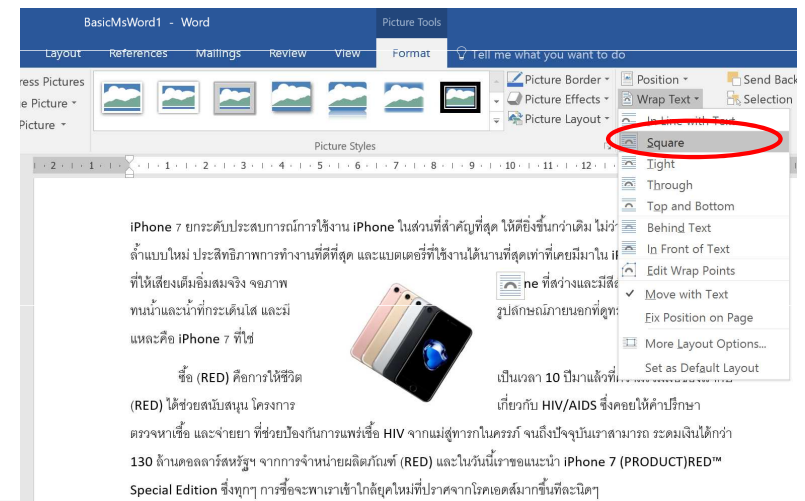 BasicMsWord1 - Word
Picture Tools
Layout References Mailings Review View Format Tell me what you want to do
ress Pictures
e Picture
Picture
Picture Border
Picture Effects
Picture Layout
Picture Styles
Position
Wrap Text
Send Back
Selection
In Line with Text
Square
Tight
Through
Top and Bottom
Behind Text
In Front of Text
Edit Wrap Points
Move with Text
Fix Position on Page
More Layout Options...
Set as Default Layout
2 1 1 2 3 4 5 6 7 8 9 10 11 12
iPhone 7 ยกระดับประสบการณ์การใช้งาน iPhone ในส่วนที่สำคัญที่สุด ให้ดียิ่งขึ้นกว่าเดิม ไม่ว่า
ล้ำแบบใหม่ ประสิทธิภาพการทำงานที่ดีที่สุด และแบตเตอรี่ที่ใช้งานได้นานที่สุดเท่าที่เคยมีมาใน
ที่ให้เสียงเต็มอิ่มสมจริง จอภาพ ne ที่สว่างและมี
ทนน้ำและน้ำที่กระเด็นใส่ และมี รูปลักษณ์ภายนอกที่
แหละคือ iPhone 7 ที่ใช่
ซื้อ (RED) คือการให้ชีวิต เป็นเวลา 10 ปีมาแล้วที่
(RED) ได้ช่วยสนับสนุน โครงการ เกี่ยวกับ HIV/AIDS ซึ่งคอยให้คำปรึกษา
ตรวจหาเชื้อ และจ่ายยา ที่ช่วยป้องกันการแพร่เชื้อ HIV จากแม่สู่ทารกในครรภ์ จนถึงปัจจุบันเราสามารถ ระดมเงินได้กว่า
130 ล้านดอลลาร์สหรัฐฯ จากการจำหน่ายผลิตภัณฑ์ (RED) และในวันนี้เราขอแนะนำ iPhone 7 (PRODUCT)RED™
Special Edition ซึ่งทุกๆ การซื้อจะพาเราเข้าใกล้ยุคใหม่ที่ปราศจากโรคเอดส์มากขึ้นทีละนิดๆ